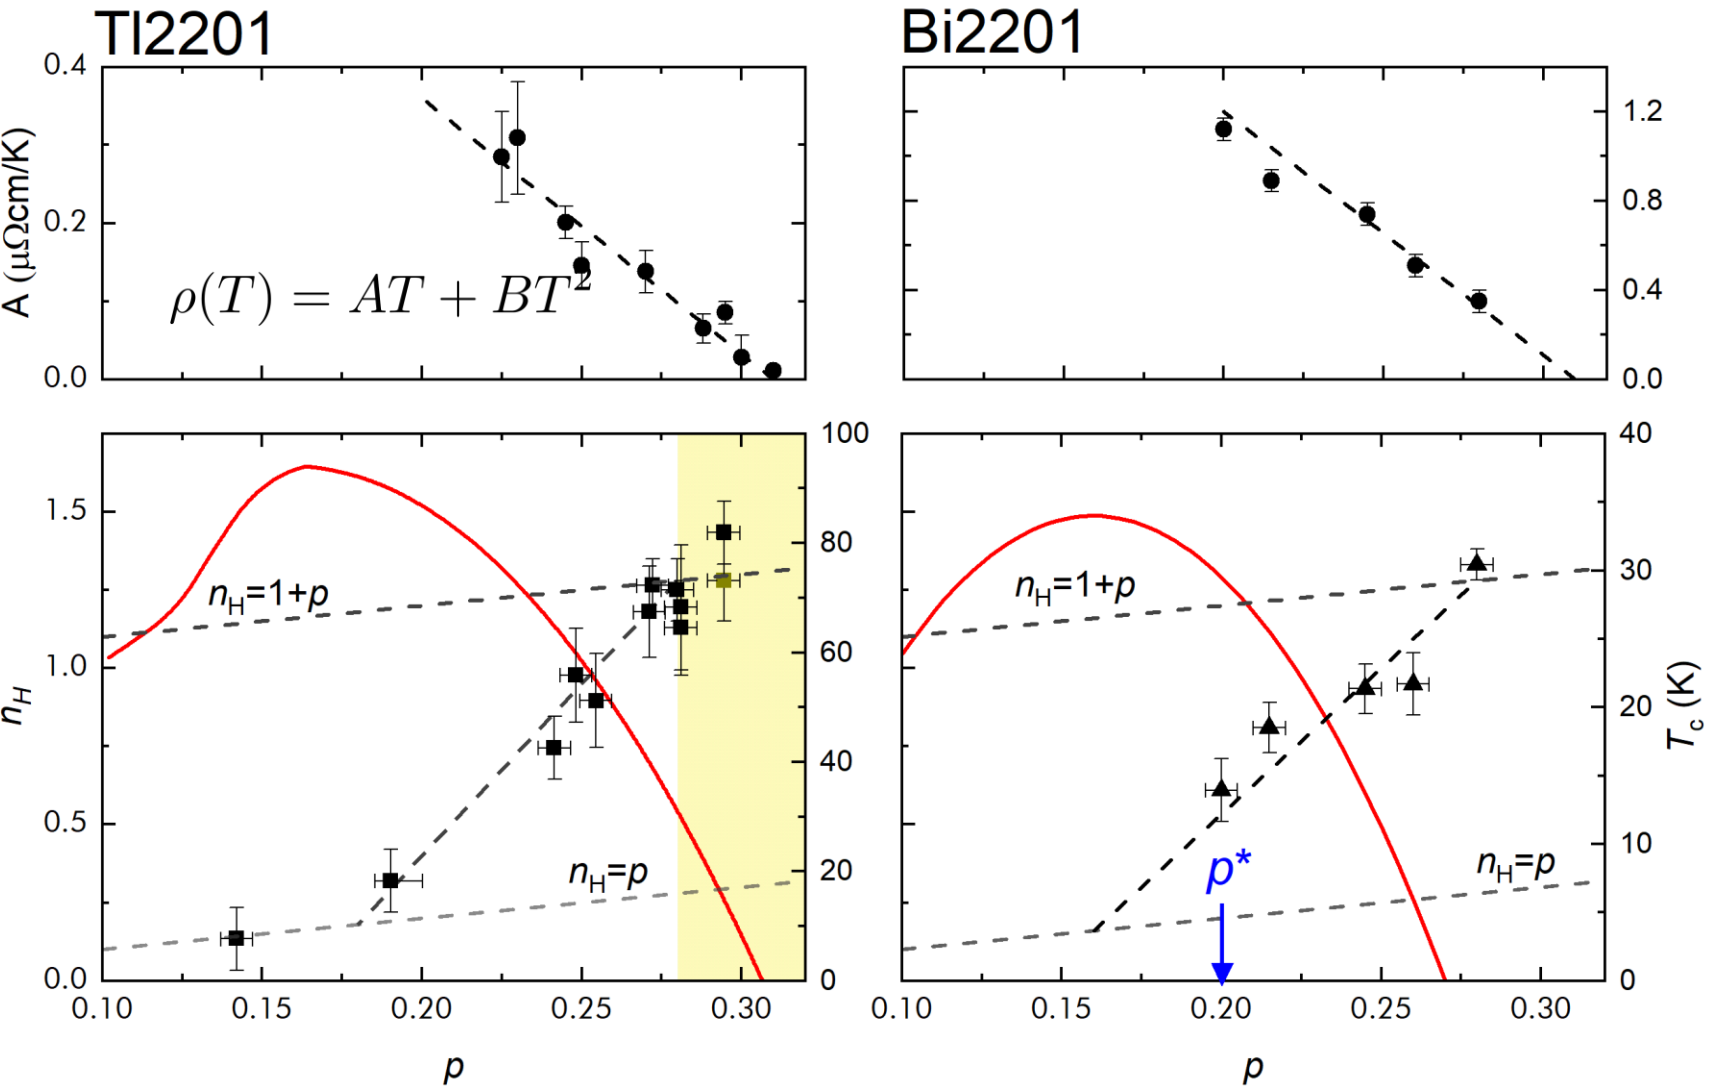 Tl2201
Bi2201
0.4
0.2
0.0
A (μΩcm/K)
ρ(T) = AT + BT²
1.2
0.8
0.4
0.0
1.5
1.0
0.5
0.0
n_H
100
80
60
40
20
0
n_H=1+p
n_H=p
0.10
0.15
0.20
0.25
0.30
p
n_H=1+p
n_H=p
p*
40
30
20
10
0
T_c (K)
0.10
0.15
0.20
0.25
0.30
p